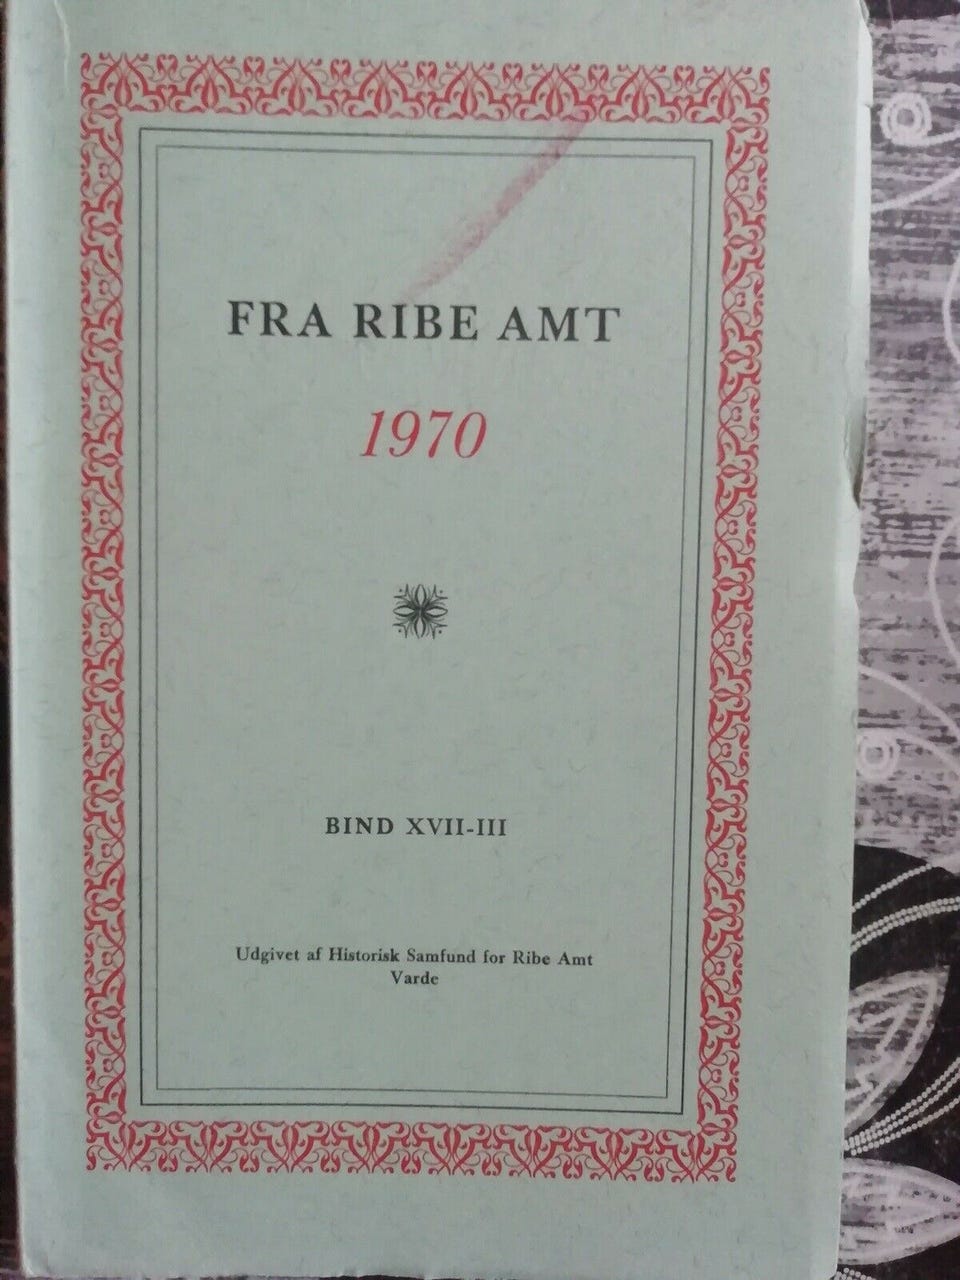 FRA RIBE AMT
1970
BIND XVII-III
Udgivet af Historisk Samfund for Ribe Amt
Varde